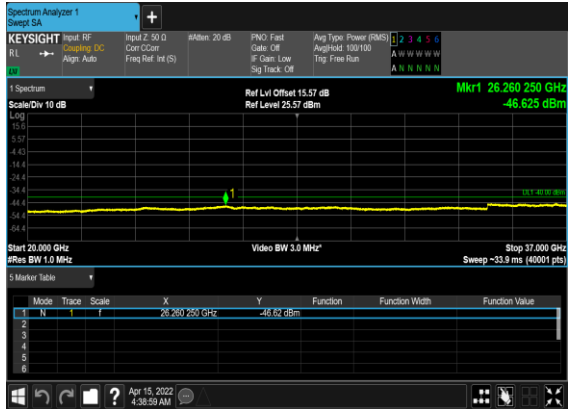 Spectrum Analyzer 1
Swept SA
+
KEYSIGHT Input: RF Input Z: 50 Ω #Atten: 20 dB PNO: Fast Avg Type: Power (RMS) 1 2 3 4 5 6
RL Coupling: DC Corr CCorr Gate: Off Avg|Hold: 100/100 A W W W W W
Align: Auto Freq Ref: Int (S) IF Gain: Low Trig: Free Run
LU Sig Track: Off A N N N N N
1 Spectrum Ref Lvl Offset 15.57 dB Mkr1 26.260 250 GHz
Scale/Div 10 dB Ref Level 25.57 dBm -46.625 dBm
Log
15.6
5.57
-4.43
-14.4
-24.4
-34.4 1 DL1 -40.00 dBm
-44.4
-54.4
-64.4
Start 20.000 GHz Video BW 3.0 MHz* Stop 37.000 GHz
#Res BW 1.0 MHz Sweep ~33.9 ms (40001 pts)
5 Marker Table
Mode Trace Scale X Y Function Function Width Function Value
1 N 1 f 26.260 250 GHz -46.62 dBm
2
3
4
5
6
? Apr 15, 2022
4:38:59 AM